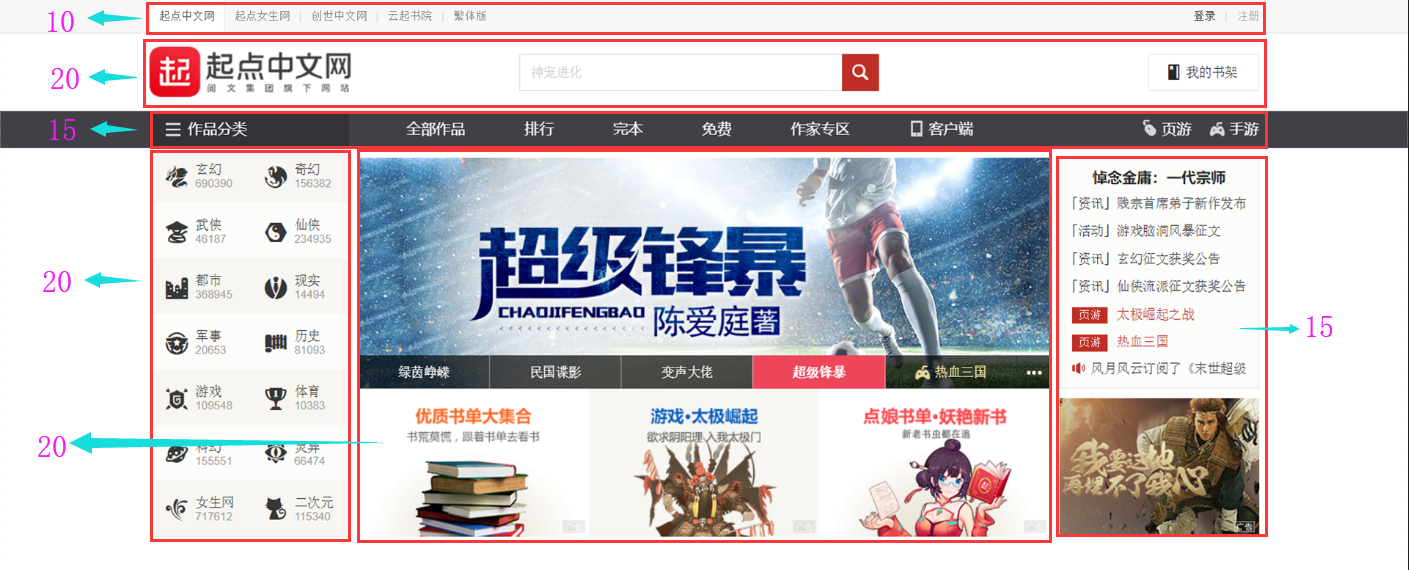 起点中文网 起点女生网 | 创世中文网 | 云起书院 | 繁体版 登录 | 注册
10
起 起点中文网
阅文集团旗下网站
神宠进化
我的书架
20
作品分类 全部作品 排行 完本 免费 作家专区 客户端 页游 手游
15
玄幻 奇幻
690390 156382
武侠 仙侠
46187 234935
都市 现实
368945 14494
军事 历史
20653 81093
游戏 体育
109548 10383
科幻 灵异
155551 66474
女生网 二次元
717612 115340
20
超级锋暴
CHAOJIFENGBAO
陈爱庭著
绿茵峥嵘 民国谍影 变声大佬 超级锋暴 热血三国 •••
优质书单大集合
书荒莫慌，跟着书单去看书
广告
游戏·太极崛起
欲求阴阳理,入我太极门
广告
点娘书单·妖艳新书
新老书虫都在追
起
广告
20
悼念金庸：一代宗师
「资讯」贱宗首席弟子新作发布
「活动」游戏脑洞风暴征文
「资讯」玄幻征文获奖公告
「资讯」仙侠流派征文获奖公告
页游 太极崛起之战
页游 热血三国
风月风云订阅了《末世超级
15
我要这地
再埋不了我心
广告